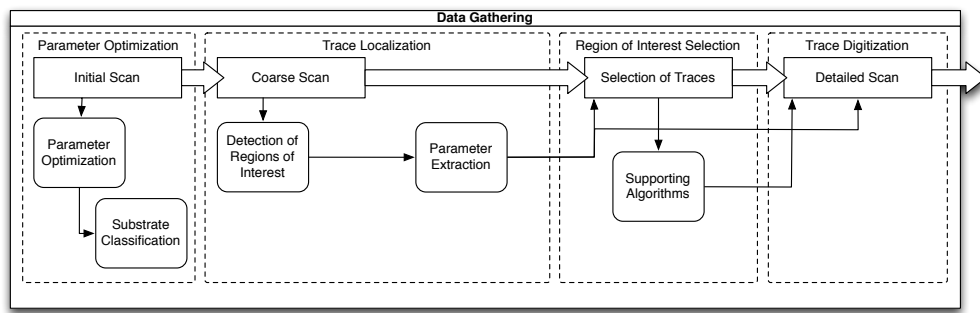 Data Gathering
Parameter Optimization
Trace Localization
Region of Interest Selection
Trace Digitization
Initial Scan
Coarse Scan
Selection of Traces
Detailed Scan
Parameter
Optimization
Detection of
Regions of
Interest
Parameter
Extraction
Supporting
Algorithms
Substrate
Classification